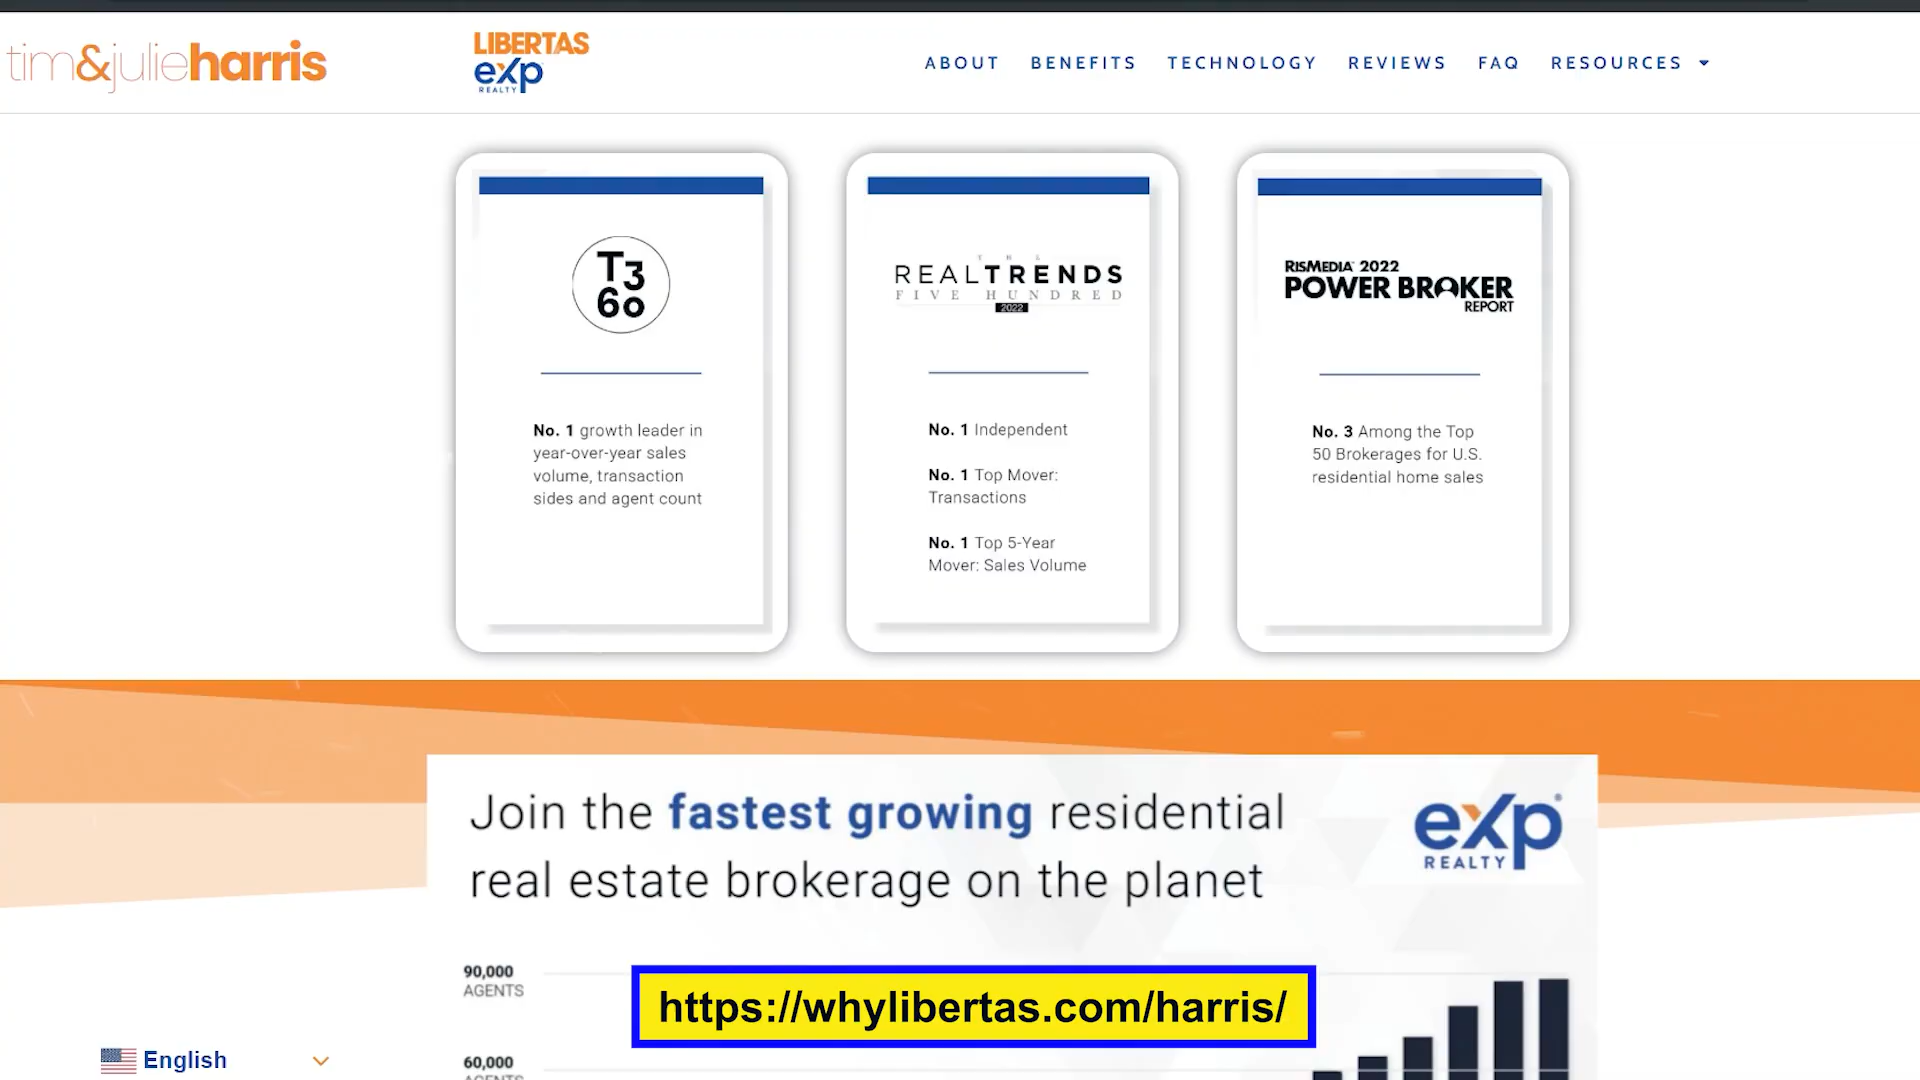 tim&julieharris
LIBERTAS
eXp
REALTY
ABOUT
BENEFITS
TECHNOLOGY
REVIEWS
FAQ
RESOURCES
T3
60
No. 1 growth leader in
year-over-year sales
volume, transaction
sides and agent count
THE
REALTRENDS
FIVE HUNDRED
2022
No. 1 Independent
No. 1 Top Mover:
Transactions
No. 1 Top 5-Year
Mover: Sales Volume
RISMEDIA 2022
POWER BROKER
REPORT
No. 3 Among the Top
50 Brokerages for U.S.
residential home sales
Join the fastest growing residential
real estate brokerage on the planet
eXp®
REALTY
90,000
AGENTS
https://whylibertas.com/harris/
60,000
AGENTS
English